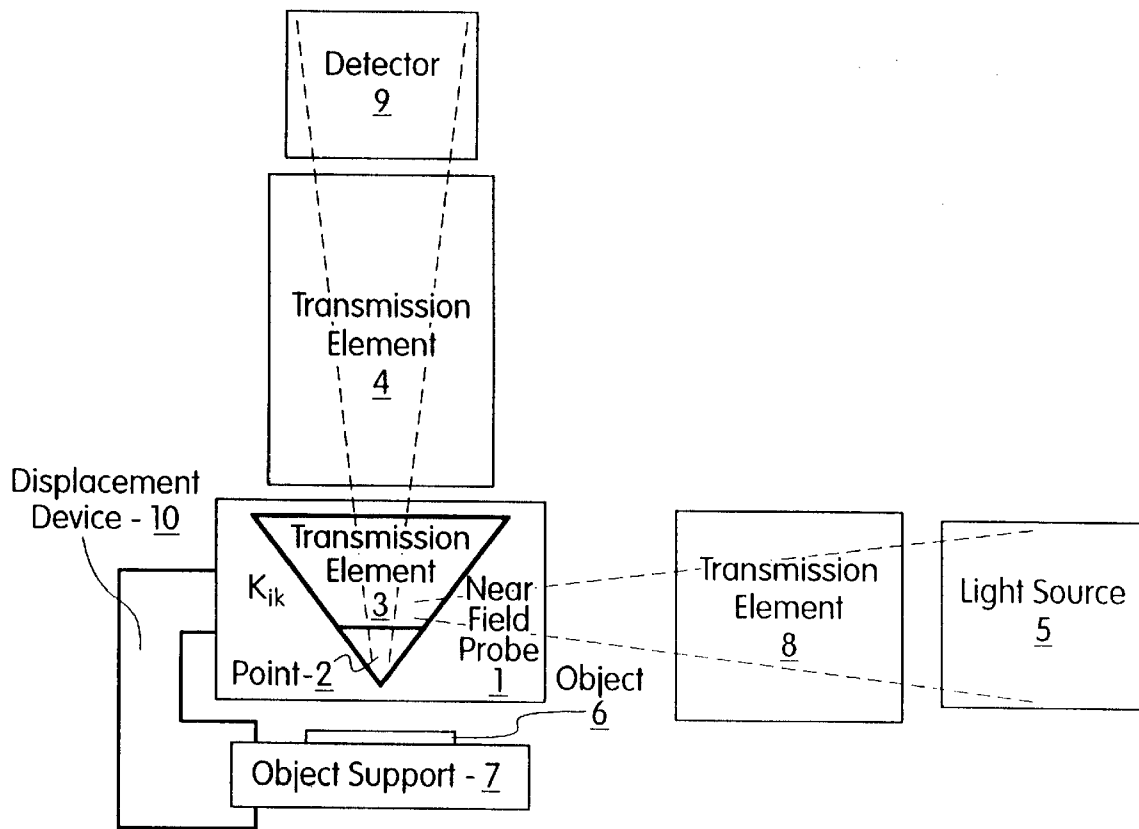 Detector
9
Transmission
Element
4
Displacement
Device - 10
Transmission
Element
3
K_ik
Near
Field
Probe
1
Point-2
Object
6
Object Support - 7
Transmission
Element
8
Light Source
5